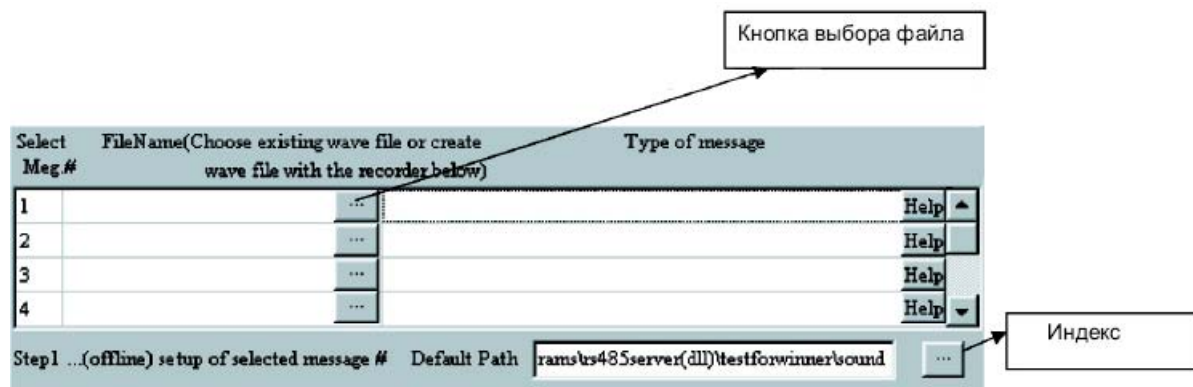 Кнопка выбора файла
Select FileName(Choose existing wave file or create Type of message
Meg.# wave file with the recorder below)
1 ... Help
2 ... Help
3 ... Help
4 ... Help
Step1 ...(offline) setup of selected message # Default Path rams\rs485server(dll)\testforwinner\sound ...
Индекс